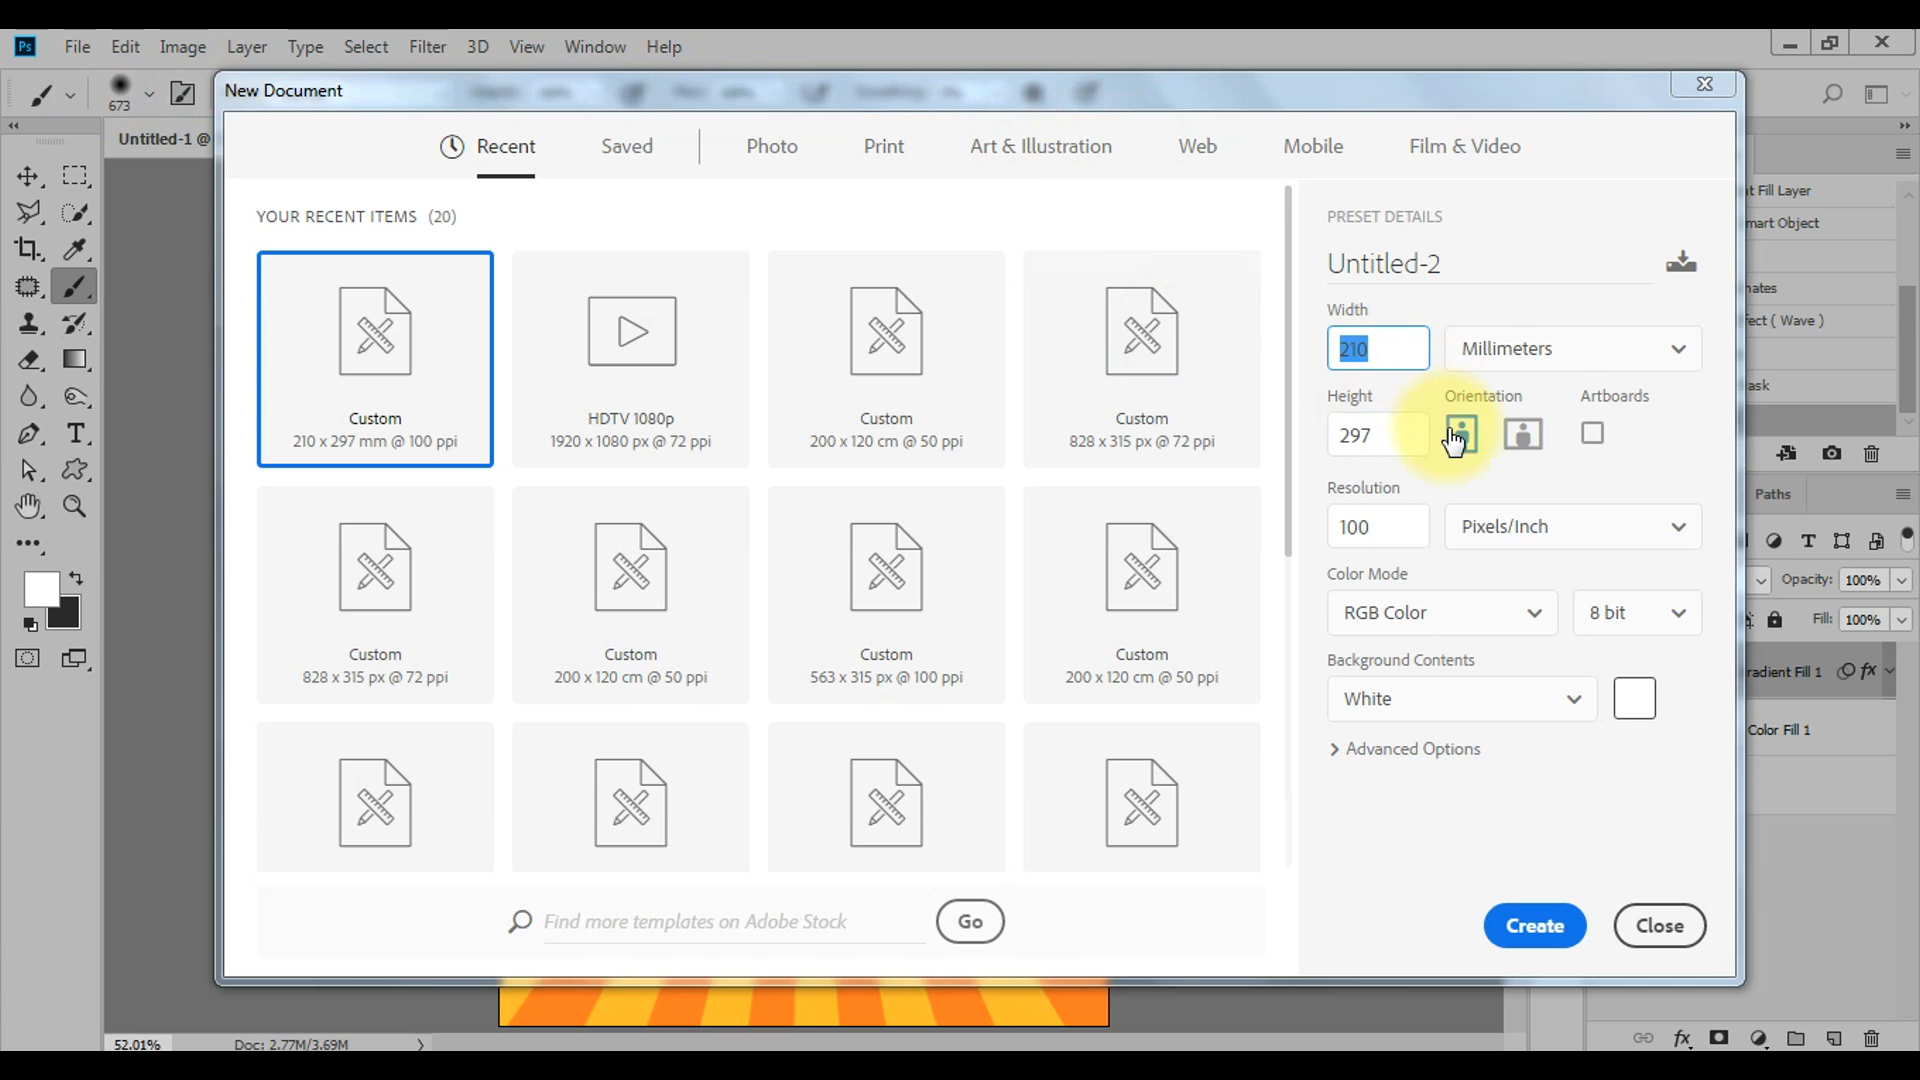 Ps File Edit Image Layer Type Select Filter 3D View Window Help
673
New Document
Untitled-1 @
Recent Saved Photo Print Art & Illustration Web Mobile Film & Video
YOUR RECENT ITEMS (20)
Custom
210 x 297 mm @ 100 ppi
HDTV 1080p
1920 x 1080 px @ 72 ppi
Custom
200 x 120 cm @ 50 ppi
Custom
828 x 315 px @ 72 ppi
Custom
828 x 315 px @ 72 ppi
Custom
200 x 120 cm @ 50 ppi
Custom
563 x 315 px @ 100 ppi
Custom
200 x 120 cm @ 50 ppi
Find more templates on Adobe Stock Go
PRESET DETAILS
Untitled-2
Width
210 Millimeters
Height Orientation Artboards
297
Resolution
100 Pixels/Inch
Color Mode
RGB Color 8 bit
Background Contents
White
Advanced Options
Create Close
t Fill Layer
mart Object
nates
fect ( Wave )
ask
Paths
Opacity: 100%
Fill: 100%
radient Fill 1 fx
Color Fill 1
fx
52.01% Doc: 2.77M/3.69M